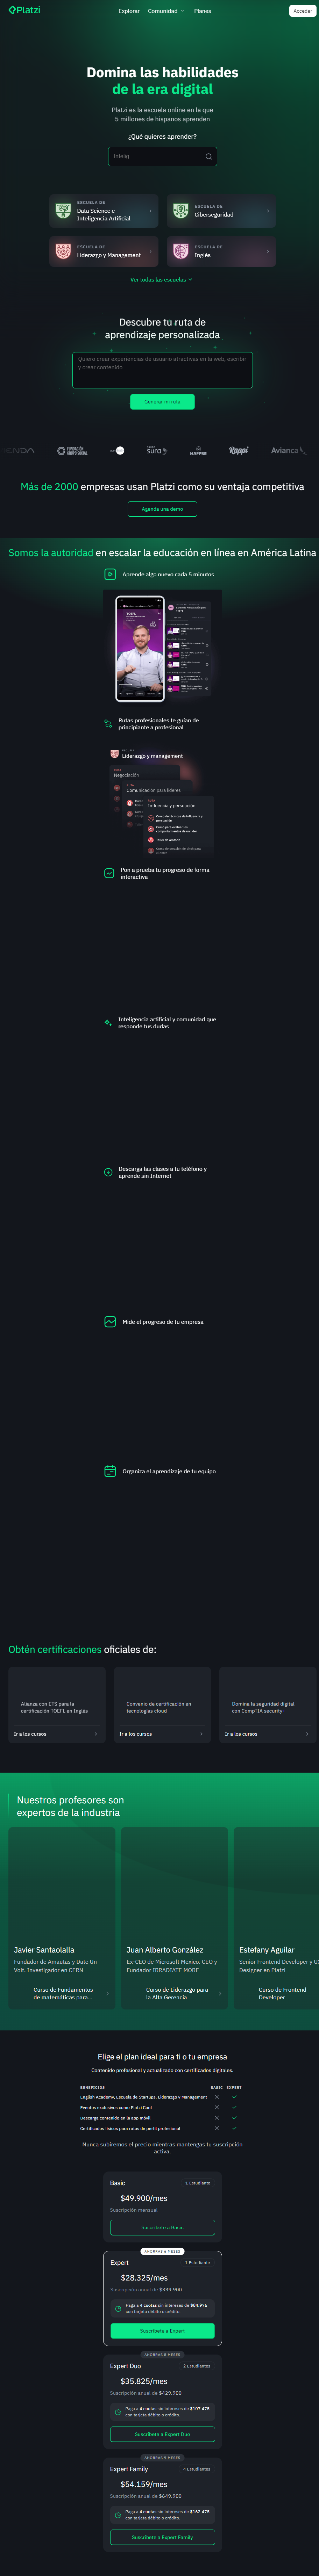 Platzi
Explorar
Comunidad
Planes
Acceder
Domina las habilidades
de la era digital
Platzi es la escuela online en la que
5 millones de hispanos aprenden
¿Qué quieres aprender?
Intelig
ESCUELA DE
Data Science e
Inteligencia Artificial
ESCUELA DE
Ciberseguridad
ESCUELA DE
Liderazgo y Management
ESCUELA DE
Inglés
Ver todas las escuelas
Descubre tu ruta de
aprendizaje personalizada
Quiero crear experiencias de usuario atractivas en la web, escribir
y crear contenido
Generar mi ruta
FUNDACIÓN
GRUPO SOCIAL
sura
MAPFRE
Rappi
Avianca
Más de 2000 empresas usan Platzi como su ventaja competitiva
Agenda una demo
Somos la autoridad en escalar la educación en línea en América Latina
Aprende algo nuevo cada 5 minutos
Rutas profesionales te guían de
principiante a profesional
Liderazgo y management
Negociación
Comunicación para líderes
Influencia y persuación
Pon a prueba tu progreso de forma
interactiva
Inteligencia artificial y comunidad que
responde tus dudas
Descarga las clases a tu teléfono y
aprende sin Internet
Mide el progreso de tu empresa
Organiza el aprendizaje de tu equipo
Obtén certificaciones oficiales de:
Alianza con ETS para la
certificación TOEFL en Inglés
Ir a los cursos
Convenio de certificación en
tecnologías cloud
Ir a los cursos
Domina la seguridad digital
con CompTIA security+
Ir a los cursos
Nuestros profesores son
expertos de la industria
Javier Santaolalla
Fundador de Amautas y Date Un
Volt. Investigador en CERN
Curso de Fundamentos
de matemáticas para...
Juan Alberto González
Ex-CEO de Microsoft Mexico. CEO y
Fundador IRRADIATE MORE
Curso de Liderazgo para
la Alta Gerencia
Estefany Aguilar
Senior Frontend Developer y UX
Designer en Platzi
Curso de Frontend
Developer
Elige el plan ideal para ti o tu empresa
Contenido profesional y actualizado con certificados digitales.
BENEFICIOS BASIC EXPERT
English Academy, Escuela de Startups, Liderazgo y Management
Eventos exclusivos como Platzi Conf
Descarga contenido en la app móvil
Certificados físicos para rutas de perfil profesional
Nunca subiremos el precio mientras mantengas tu suscripción
activa.
Basic
1 Estudiante
$49.900/mes
Suscripción mensual
Suscríbete a Basic
AHORRAS 5 MESES
Expert
1 Estudiante
$28.325/mes
Suscripción anual de $339.900
Paga a 4 cuotas sin intereses de $84.975
con tarjeta débito o crédito.
Suscríbete a Expert
AHORRAS 8 MESES
Expert Duo
2 Estudiantes
$35.825/mes
Suscripción anual de $429.900
Paga a 4 cuotas sin intereses de $107.475
con tarjeta débito o crédito.
Suscríbete a Expert Duo
AHORRAS 8 MESES
Expert Family
4 Estudiantes
$54.159/mes
Suscripción anual de $649.900
Paga a 4 cuotas sin intereses de $162.475
con tarjeta débito o crédito.
Suscríbete a Expert Family